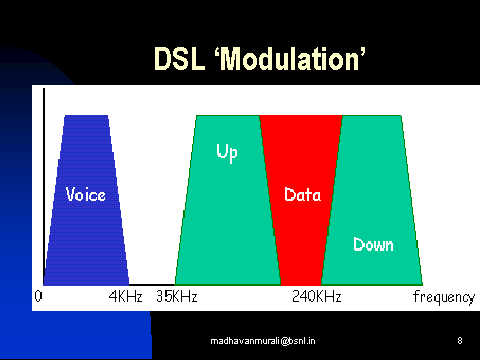 DSL ‘Modulation’
Up
Voice
Data
Down
0
4KHz
35KHz
240KHz
frequency
madhavanmurali@bsnl.in
8